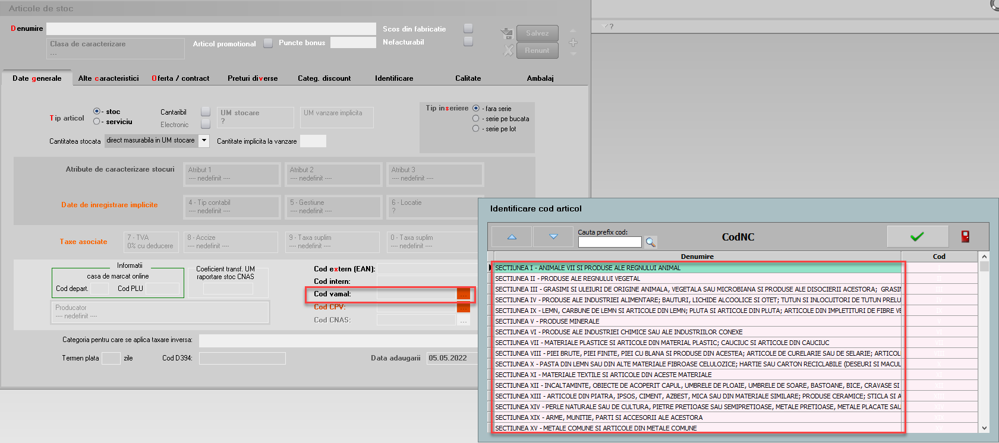 Articole de stoc
?
Denumire
Scos din fabricatie
Salvez
Clasa de caracterizare
---
Articol promotional
Puncte bonus
Nefacturabil
Renunt
Date generale
Alte caracteristici
Oferta / contract
Preturi diverse
Categ. discount
Identificare
Calitate
Ambalaj
Tip articol
- stoc
- serviciu
Cantaribil
Electronic
UM stocare
?
UM vanzare implicita
Tip inseriere
- fara serie
- serie pe bucata
- serie pe lot
Cantitatea stocata
direct masurabila in UM stocare
Cantitate implicita la vanzare
Atribute de caracterizare stocuri
Atribut 1
---- nedefinit ----
Atribut 2
---- nedefinit ----
Atribut 3
---- nedefinit ----
Date de inregistrare implicite
4 - Tip contabil
---- nedefinit ----
5 - Gestiune
---- nedefinit ----
6 - Locatie
?
Taxe asociate
7 - TVA
0% cu deducere
8 - Accize
---- nedefinit ----
9 - Taxa suplim
---- nedefinit ----
0 - Taxa suplim
---- nedefinit ----
Informatii
casa de marcat online
Cod depart.
Cod PLU
Coeficient transf. UM
raportare stoc CNAS
Producator
---- nedefinit ----
Cod extern (EAN):
Cod intern:
Cod vamal:
...
Cod CPV:
...
Cod CNAS:
...
Categoria pentru care se aplica taxare inversa:
Termen plata
zile
Cod D394:
Data adaugarii
05.05.2022
Identificare cod articol
Cauta prefix cod:
CodNC
Denumire
Cod
SECTIUNEA I - ANIMALE VII SI PRODUSE ALE REGNULUI ANIMAL
SECTIUNEA II - PRODUSE ALE REGNULUI VEGETAL
SECTIUNEA III - GRASIMI SI ULEIURI DE ORIGINE ANIMALA, VEGETALA SAU MICROBIANA SI PRODUSE ALE DISOCIERII ACESTORA; GRASIN
SECTIUNEA IV - PRODUSE ALE INDUSTRIEI ALIMENTARE; BAUTURI, LICHIDE ALCOOLICE SI OTET; TUTUN SI INLOCUITORI DE TUTUN PRELU
SECTIUNEA IX - LEMN, CARBUNE DE LEMN SI ARTICOLE DIN LEMN; PLUTA SI ARTICOLE DIN PLUTA; ARTICOLE DIN IMPLETITURI DE FIBRE VE
SECTIUNEA V - PRODUSE MINERALE
SECTIUNEA VI - PRODUSE ALE INDUSTRIEI CHIMICE SAU ALE INDUSTRIILOR CONEXE
SECTIUNEA VII - MATERIALE PLASTICE SI ARTICOLE DIN MATERIAL PLASTIC; CAUCIUC SI ARTICOLE DIN CAUCIUC
SECTIUNEA VIII - PIEI BRUTE, PIEI FINITE, PIEI CU BLANA SI PRODUSE DIN ACESTEA; ARTICOLE DE CURELARIE SAU DE SELARIE; ARTICOL
SECTIUNEA X - PASTA DIN LEMN SAU DIN ALTE MATERIALE FIBROASE CELULOZICE; HARTIE SAU CARTON RECICLABILE (DESEURI SI MACUL
SECTIUNEA XI - MATERIALE TEXTILE SI ARTICOLE DIN ACESTE MATERIALE
SECTIUNEA XII - INCALTAMINTE, OBIECTE DE ACOPERIT CAPUL, UMBRELE DE PLOAIE, UMBRELE DE SOARE, BASTOANE, BICE, CRAVASE SI
SECTIUNEA XIII - ARTICOLE DIN PIATRA, IPSOS, CIMENT, AZBEST, MICA SAU DIN MATERIALE SIMILARE; PRODUSE CERAMICE; STICLA SI A
SECTIUNEA XIV - PERLE NATURALE SAU DE CULTURA, PIETRE PRETIOASE SAU SEMIPRETIOASE, METALE PRETIOASE, METALE PLACATE SAU
SECTIUNEA XIX - ARME, MUNITIE, PARTI SI ACCESORII ALE ACESTORA
SECTIUNEA XV - METALE COMUNE SI ARTICOLE DIN METALE COMUNE